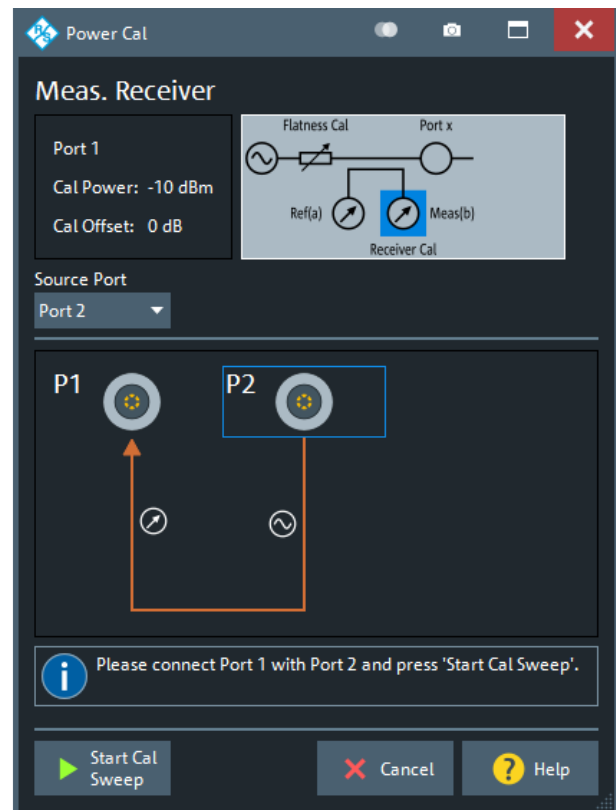 Power Cal
Meas. Receiver
Port 1
Cal Power: -10 dBm
Cal Offset: 0 dB
Flatness Cal
Port x
Ref(a)
Meas(b)
Receiver Cal
Source Port
Port 2
P1
P2
Please connect Port 1 with Port 2 and press 'Start Cal Sweep'.
Start Cal
Sweep
Cancel
Help